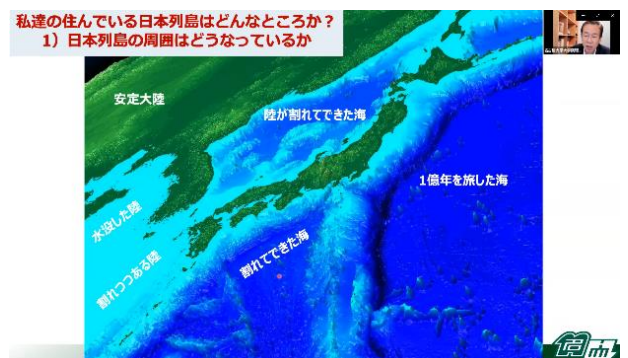 私達の住んでいる日本列島はどんなところか？
1）日本列島の周囲はどうなっているか
安定大陸
陸が割れてできた海
1億年を旅した海
水没した陸
割れつつある陸
割れてできた海